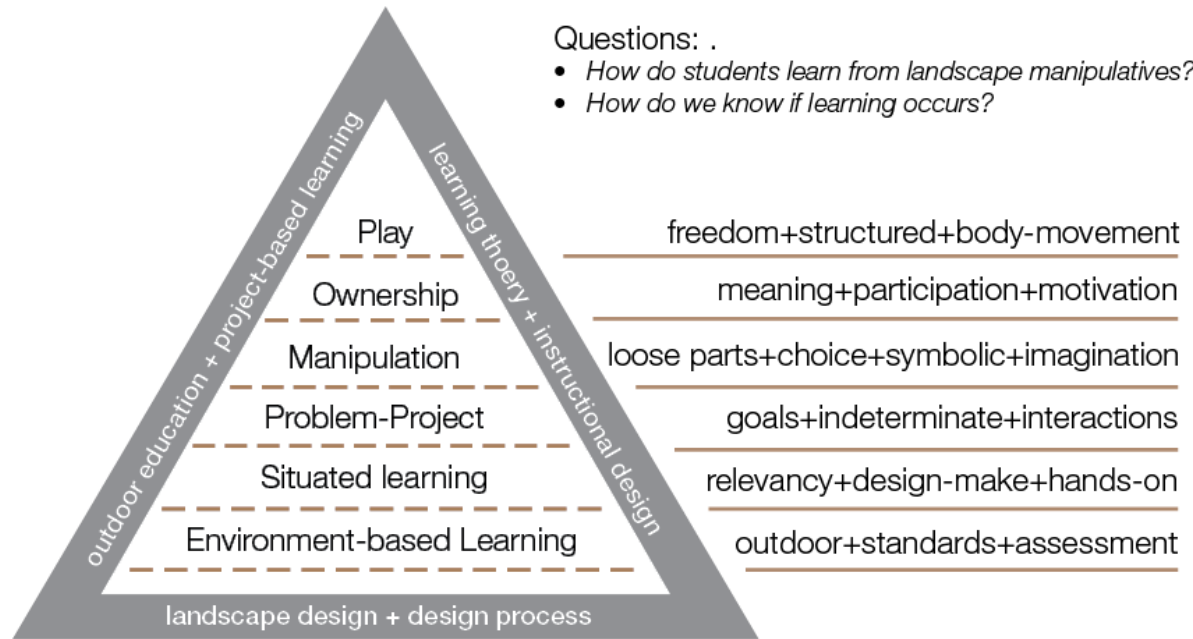 Questions: .
• How do students learn from landscape manipulatives?
• How do we know if learning occurs?
outdoor education + project-based learning
learning thoery + instructional design
Play
freedom+structured+body-movement
Ownership
meaning+participation+motivation
Manipulation
loose parts+choice+symbolic+imagination
Problem-Project
goals+indeterminate+interactions
Situated learning
relevancy+design-make+hands-on
Environment-based Learning
outdoor+standards+assessment
landscape design + design process